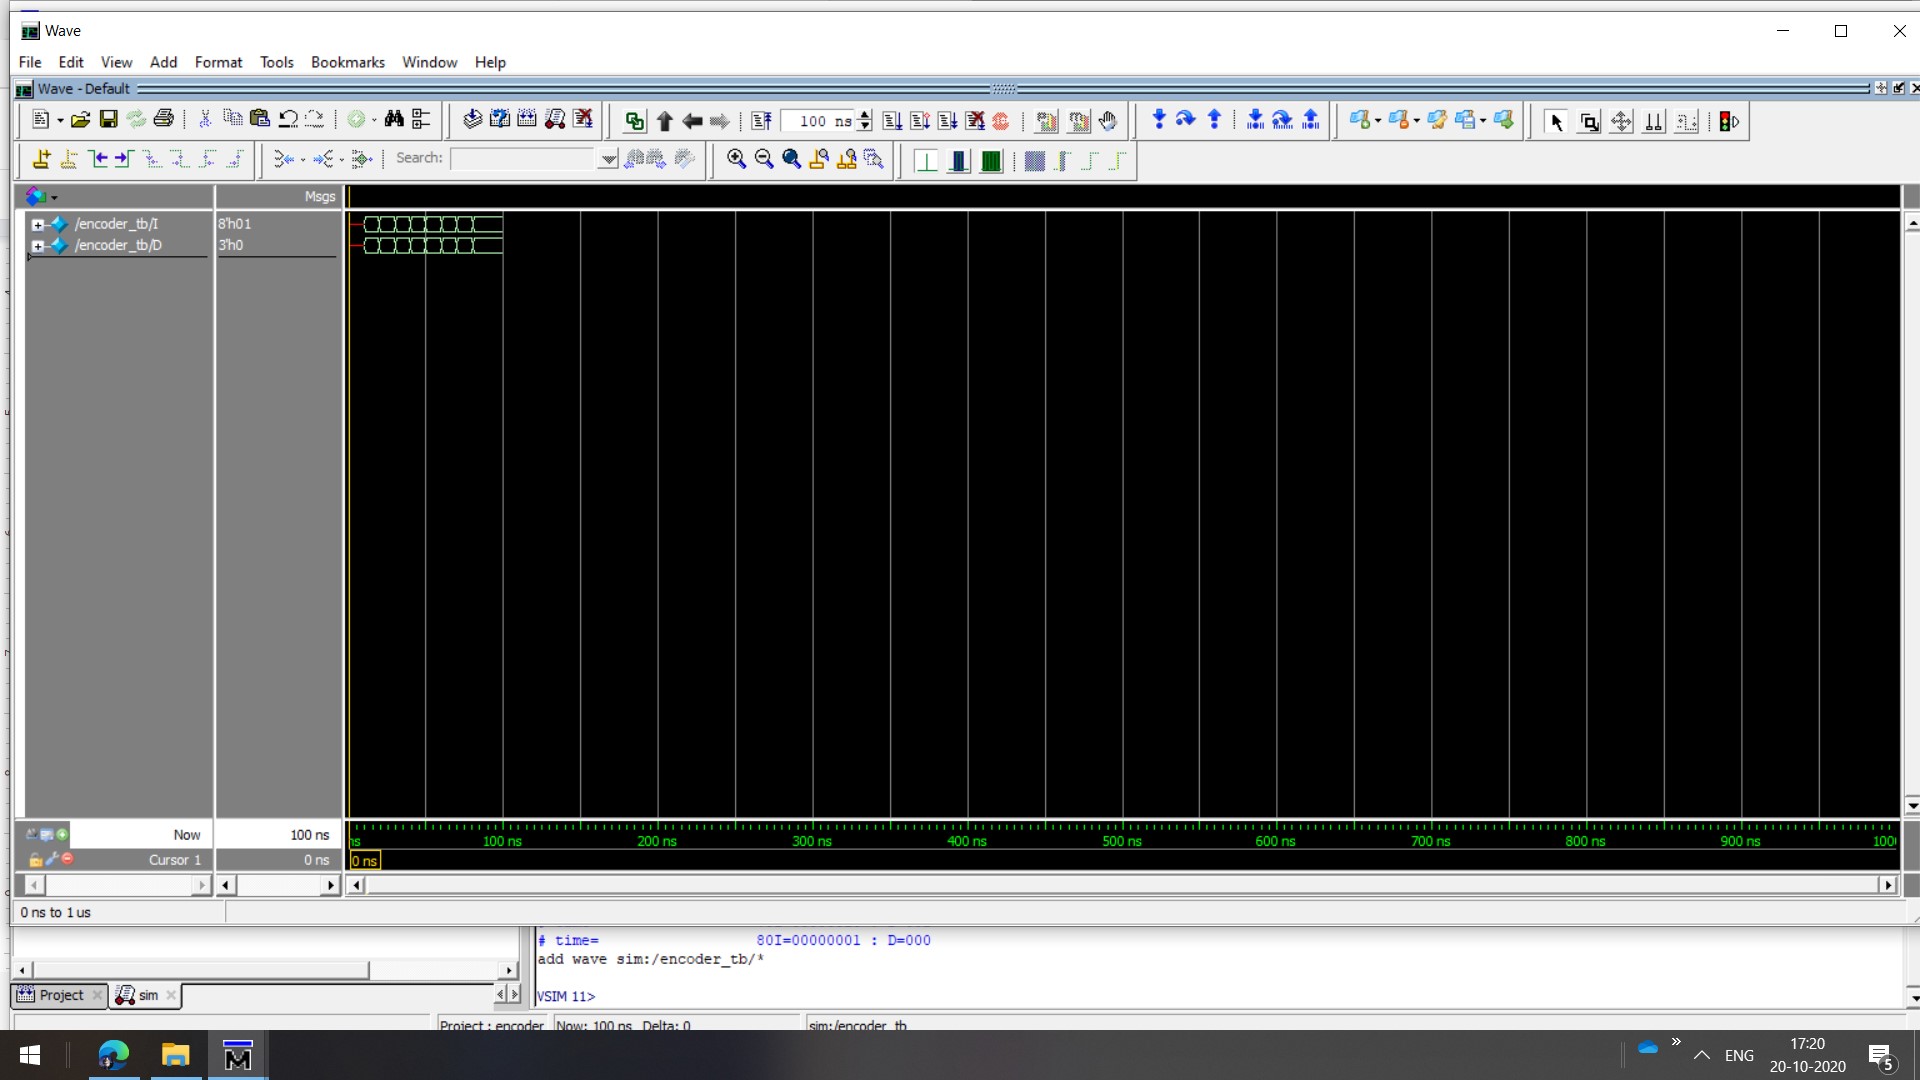 Wave
File Edit View Add Format Tools Bookmarks Window Help
Wave - Default
100 ns
Search:
Msgs
/encoder_tb/I 8'h01
/encoder_tb/D 3'h0
Now 100 ns
Cursor 1 0 ns
ns 100 ns 200 ns 300 ns 400 ns 500 ns 600 ns 700 ns 800 ns 900 ns 100
0 ns
0 ns to 1 us
# time= 80I=00000001 : D=000
add wave sim:/encoder_tb/*
VSIM 11>
Project sim
Project : encoder Now: 100 ns Delta: 0 sim:/encoder_tb
ENG
17:20
20-10-2020
5